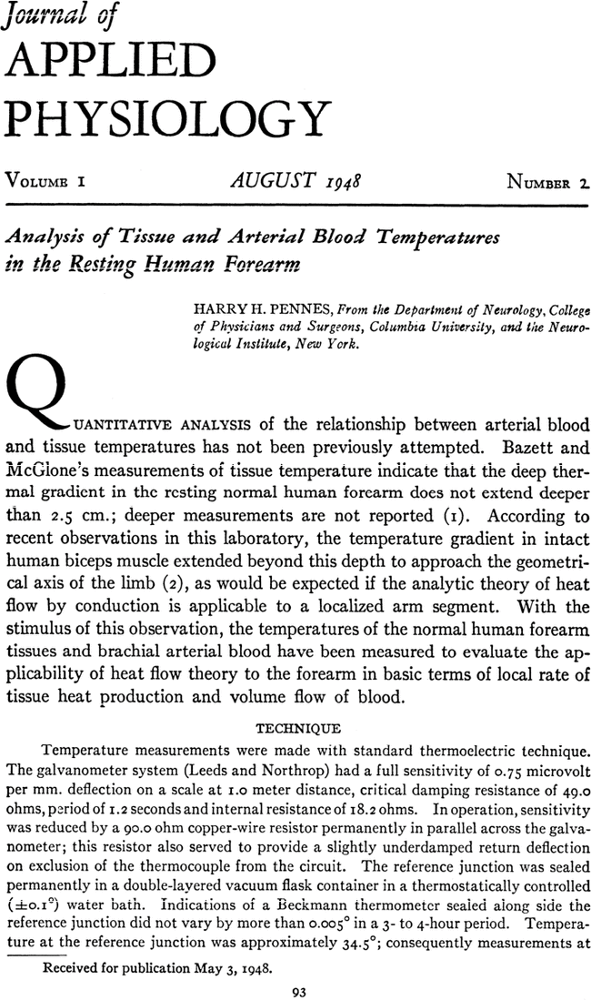 Journal of
APPLIED
PHYSIOLOGY
VOLUME 1 AUGUST 1948 NUMBER 2
Analysis of Tissue and Arterial Blood Temperatures
in the Resting Human Forearm
HARRY H. PENNES, From the Department of Neurology, College
of Physicians and Surgeons, Columbia University, and the Neuro-
logical Institute, New York.
QUANTITATIVE ANALYSIS of the relationship between arterial blood
and tissue temperatures has not been previously attempted. Bazett and
McGlone's measurements of tissue temperature indicate that the deep ther-
mal gradient in the resting normal human forearm does not extend deeper
than 2.5 cm.; deeper measurements are not reported (1). According to
recent observations in this laboratory, the temperature gradient in intact
human biceps muscle extended beyond this depth to approach the geometri-
cal axis of the limb (2), as would be expected if the analytic theory of heat
flow by conduction is applicable to a localized arm segment. With the
stimulus of this observation, the temperatures of the normal human forearm
tissues and brachial arterial blood have been measured to evaluate the ap-
plicability of heat flow theory to the forearm in basic terms of local rate of
tissue heat production and volume flow of blood.
TECHNIQUE
Temperature measurements were made with standard thermoelectric technique.
The galvanometer system (Leeds and Northrop) had a full sensitivity of 0.75 microvolt
per mm. deflection on a scale at 1.0 meter distance, critical damping resistance of 49.0
ohms, period of 1.2 seconds and internal resistance of 18.2 ohms. In operation, sensitivity
was reduced by a 90.0 ohm copper-wire resistor permanently in parallel across the galva-
nometer; this resistor also served to provide a slightly underdamped return deflection
on exclusion of the thermocouple from the circuit. The reference junction was sealed
permanently in a double-layered vacuum flask container in a thermostatically controlled
(±0.1°) water bath. Indications of a Beckmann thermometer sealed along side the
reference junction did not vary by more than 0.005° in a 3- to 4-hour period. Tempera-
ture at the reference junction was approximately 34.5°; consequently measurements at
Received for publication May 3, 1948.
93